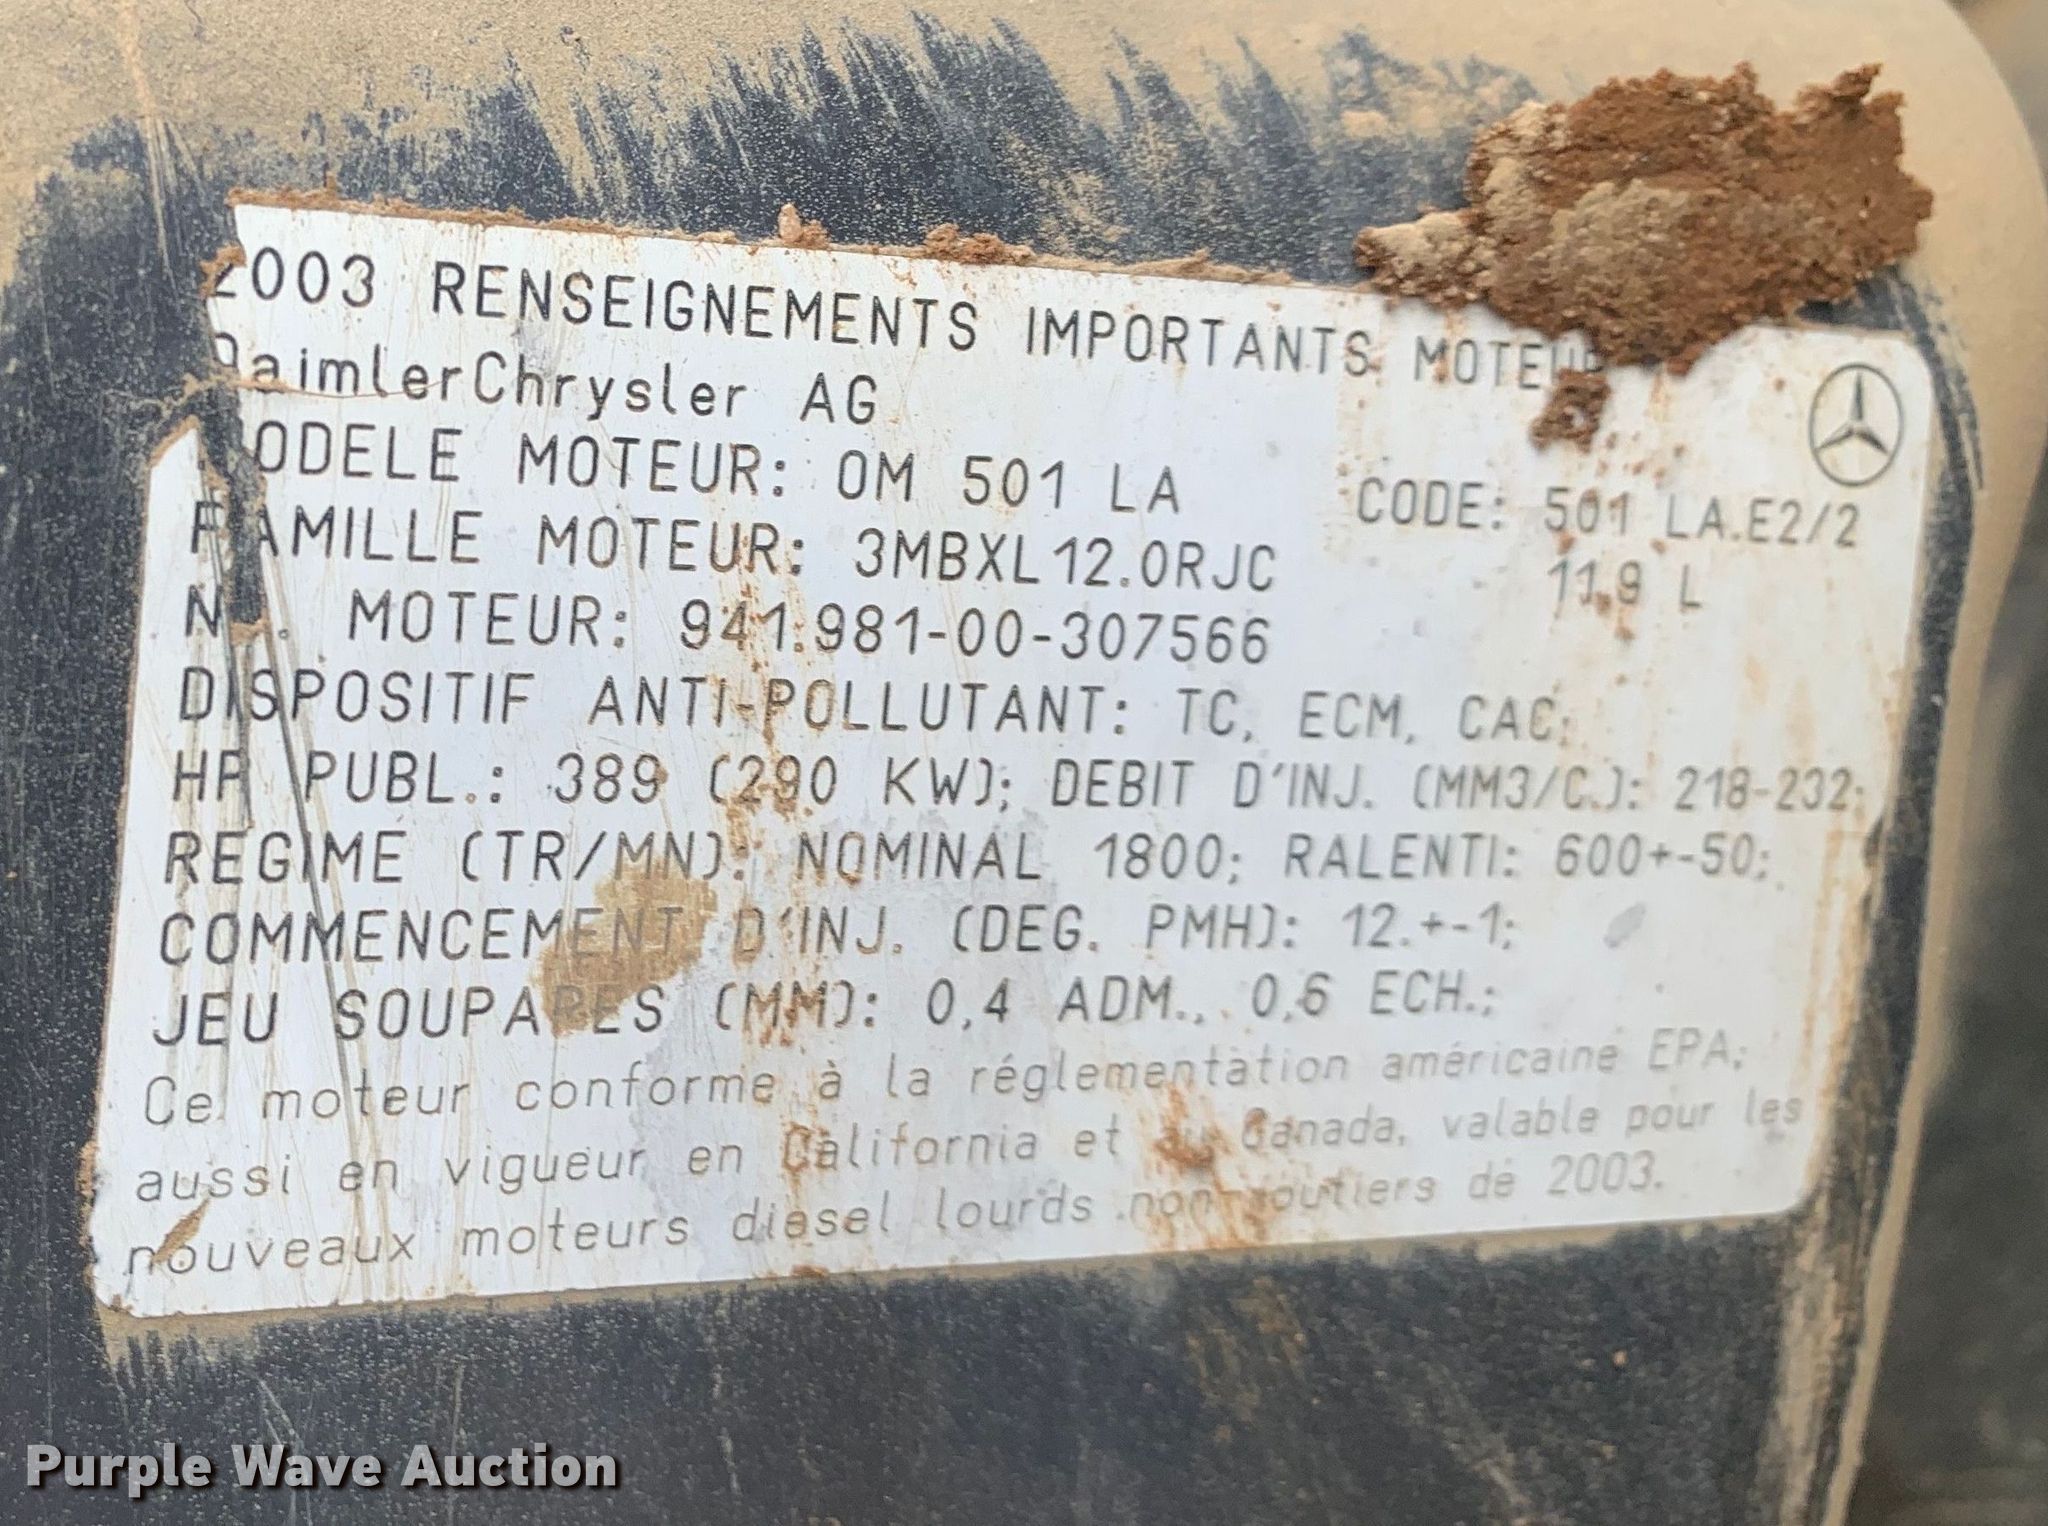 2003 RENSEIGNEMENTS IMPORTANTS MOTEUR
DaimlerChrysler AG
MODELE MOTEUR: OM 501 LA CODE: 501 LA.E2/2
FAMILLE MOTEUR: 3MBXL12.0RJC 11.9 L
NO. MOTEUR: 941.981-00-307566
DISPOSITIF ANTI-POLLUTANT: TC, ECM, CAC;
HP PUBL.: 389 (290 KW); DEBIT D'INJ. (MM3/C.): 218-232;
REGIME (TR/MN): NOMINAL 1800; RALENTI: 600+-50;
COMMENCEMENT D'INJ. (DEG. PMH): 12.+-1;
JEU SOUPAPES (MM): 0,4 ADM., 0,6 ECH.;
Ce moteur conforme à la réglementation américaine EPA;
aussi en vigueur en California et au Canada, valable pour les
nouveaux moteurs diesel lourds non-routiers de 2003.
Purple Wave Auction